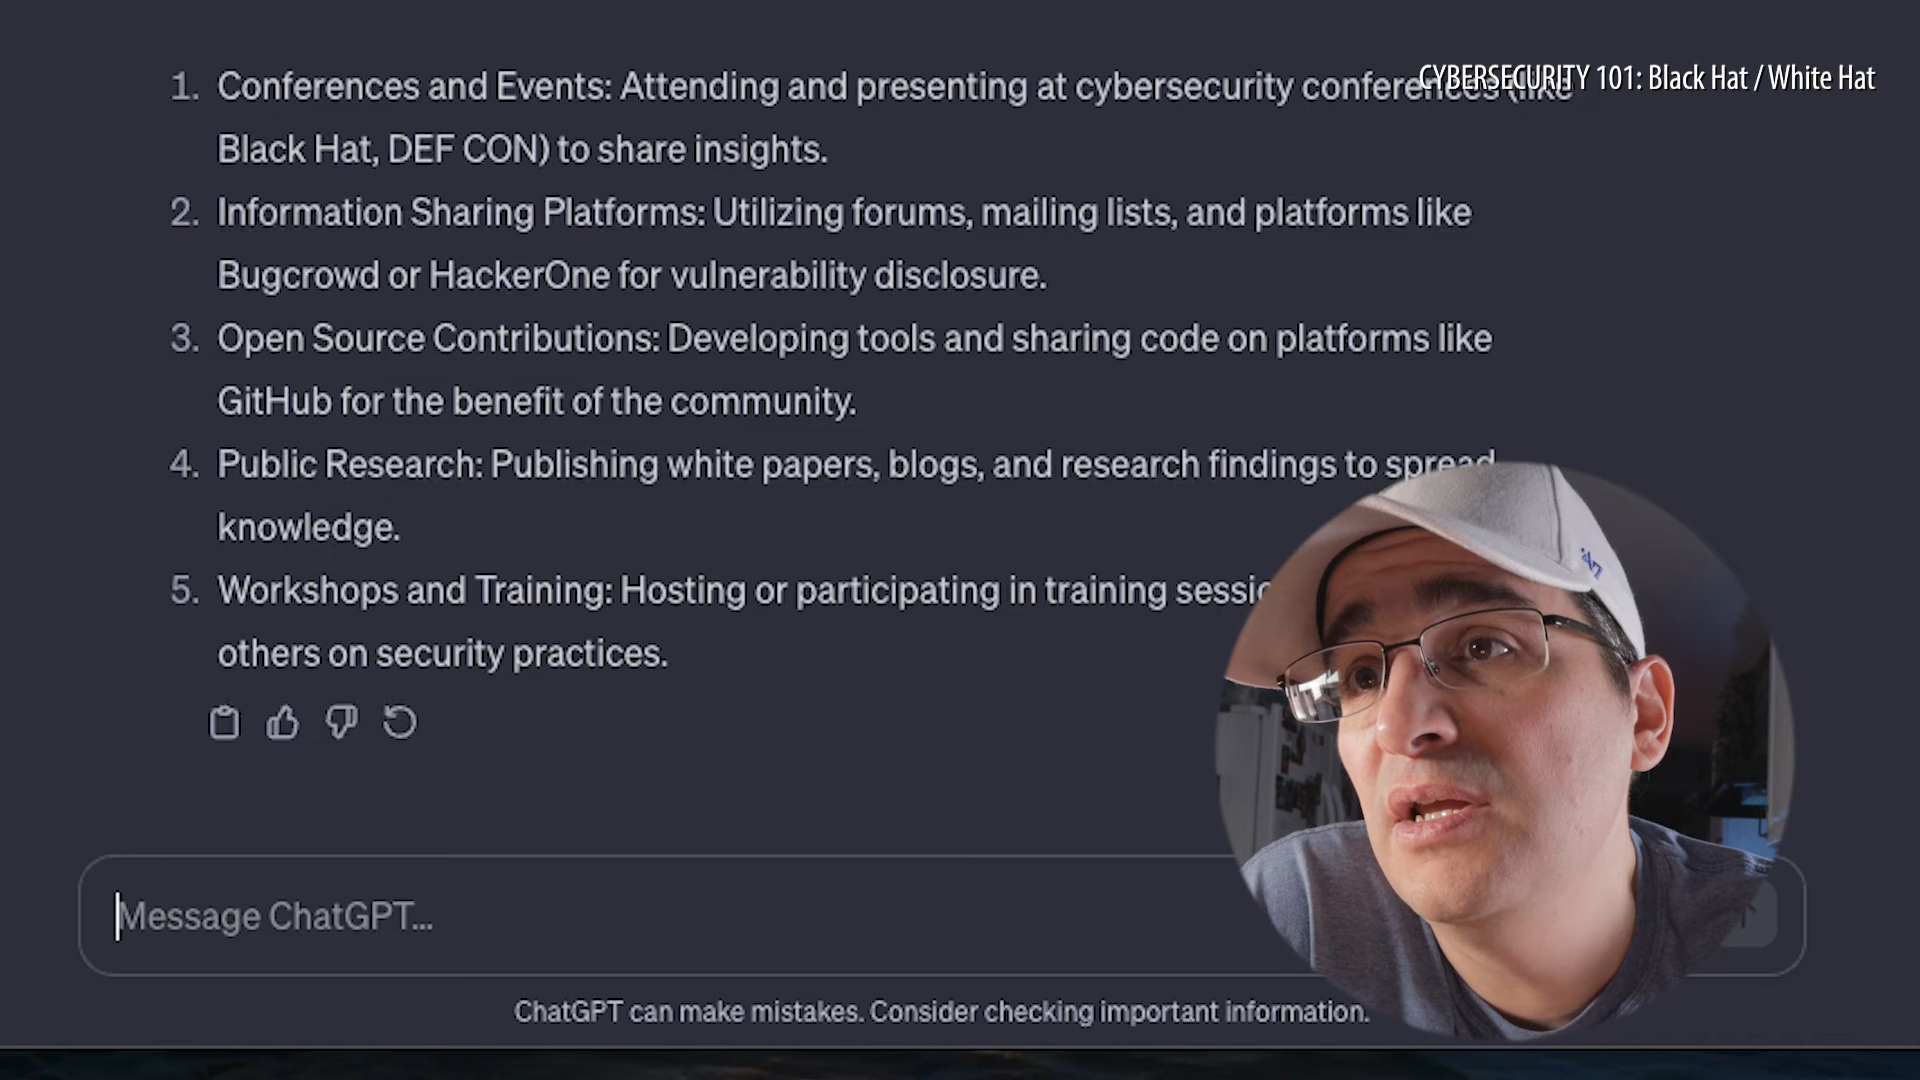 CYBERSECURITY 101: Black Hat / White Hat
1. Conferences and Events: Attending and presenting at cybersecurity conferences (like
Black Hat, DEF CON) to share insights.
2. Information Sharing Platforms: Utilizing forums, mailing lists, and platforms like
Bugcrowd or HackerOne for vulnerability disclosure.
3. Open Source Contributions: Developing tools and sharing code on platforms like
GitHub for the benefit of the community.
4. Public Research: Publishing white papers, blogs, and research findings to spread
knowledge.
5. Workshops and Training: Hosting or participating in training
others on security practices.
'47
Message ChatGPT...
ChatGPT can make mistakes. Consider checking important information.